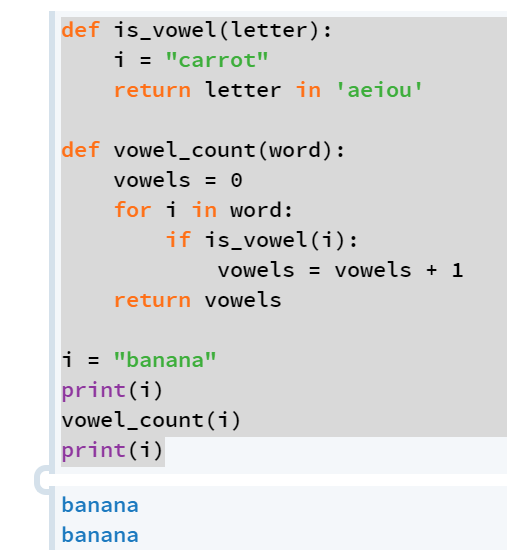 def is_vowel(letter):
    i = "carrot"
    return letter in 'aeiou'

def vowel_count(word):
    vowels = 0
    for i in word:
        if is_vowel(i):
            vowels = vowels + 1
    return vowels

i = "banana"
print(i)
vowel_count(i)
print(i)
banana
banana